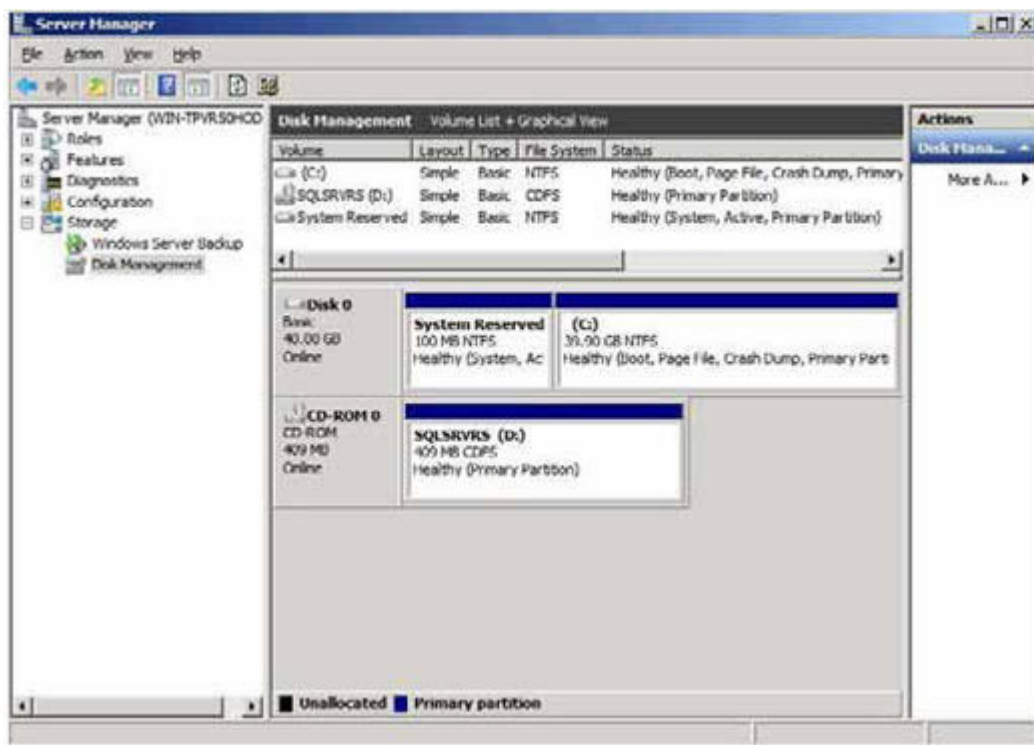 Server Manager
File Action View Help
Server Manager (WIN-TPVRS0HOD
Roles
Features
Diagnostics
Configuration
Storage
Windows Server Backup
Disk Management
Disk Management Volume List + Graphical View
Volume Layout Type File System Status
(C:) Simple Basic NTFS Healthy (Boot, Page File, Crash Dump, Primary
SQLSRVRS (D:) Simple Basic CDFS Healthy (Primary Partition)
System Reserved Simple Basic NTFS Healthy (System, Active, Primary Partition)
Disk 0
Basic
40.00 GB
Online
System Reserved
100 MB NTFS
Healthy (System, Ac
(C:)
39.90 GB NTFS
Healthy (Boot, Page File, Crash Dump, Primary Parti
CD-ROM 0
CD-ROM
409 MB
Online
SQLSRVRS (D:)
409 MB CDFS
Healthy (Primary Partition)
Unallocated Primary partition
Actions
Disk Mana...
More A...